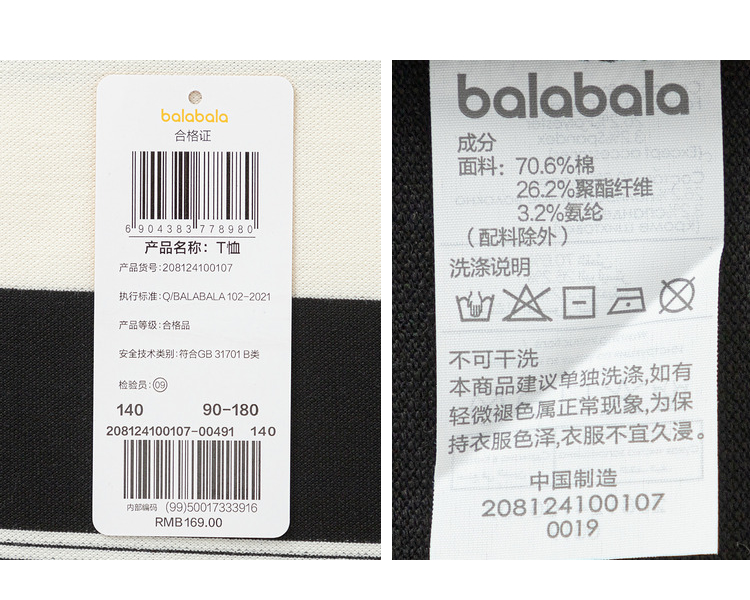 balabala
合格证
6 904383 778980
产品名称：T恤
产品货号：208124100107
执行标准：Q/BALABALA 102-2021
产品等级：合格品
安全技术类别：符合GB 31701 B类
检验员：09
140 90-180
208124100107-00491 140
内部编码 (99)50017333916
RMB169.00
balabala
成分
面料：70.6%棉
26.2%聚酯纤维
3.2%氨纶
（配料除外）
洗涤说明
不可干洗
本商品建议单独洗涤,如有
轻微褪色属正常现象,为保
持衣服色泽,衣服不宜久浸。
中国制造
208124100107
0019